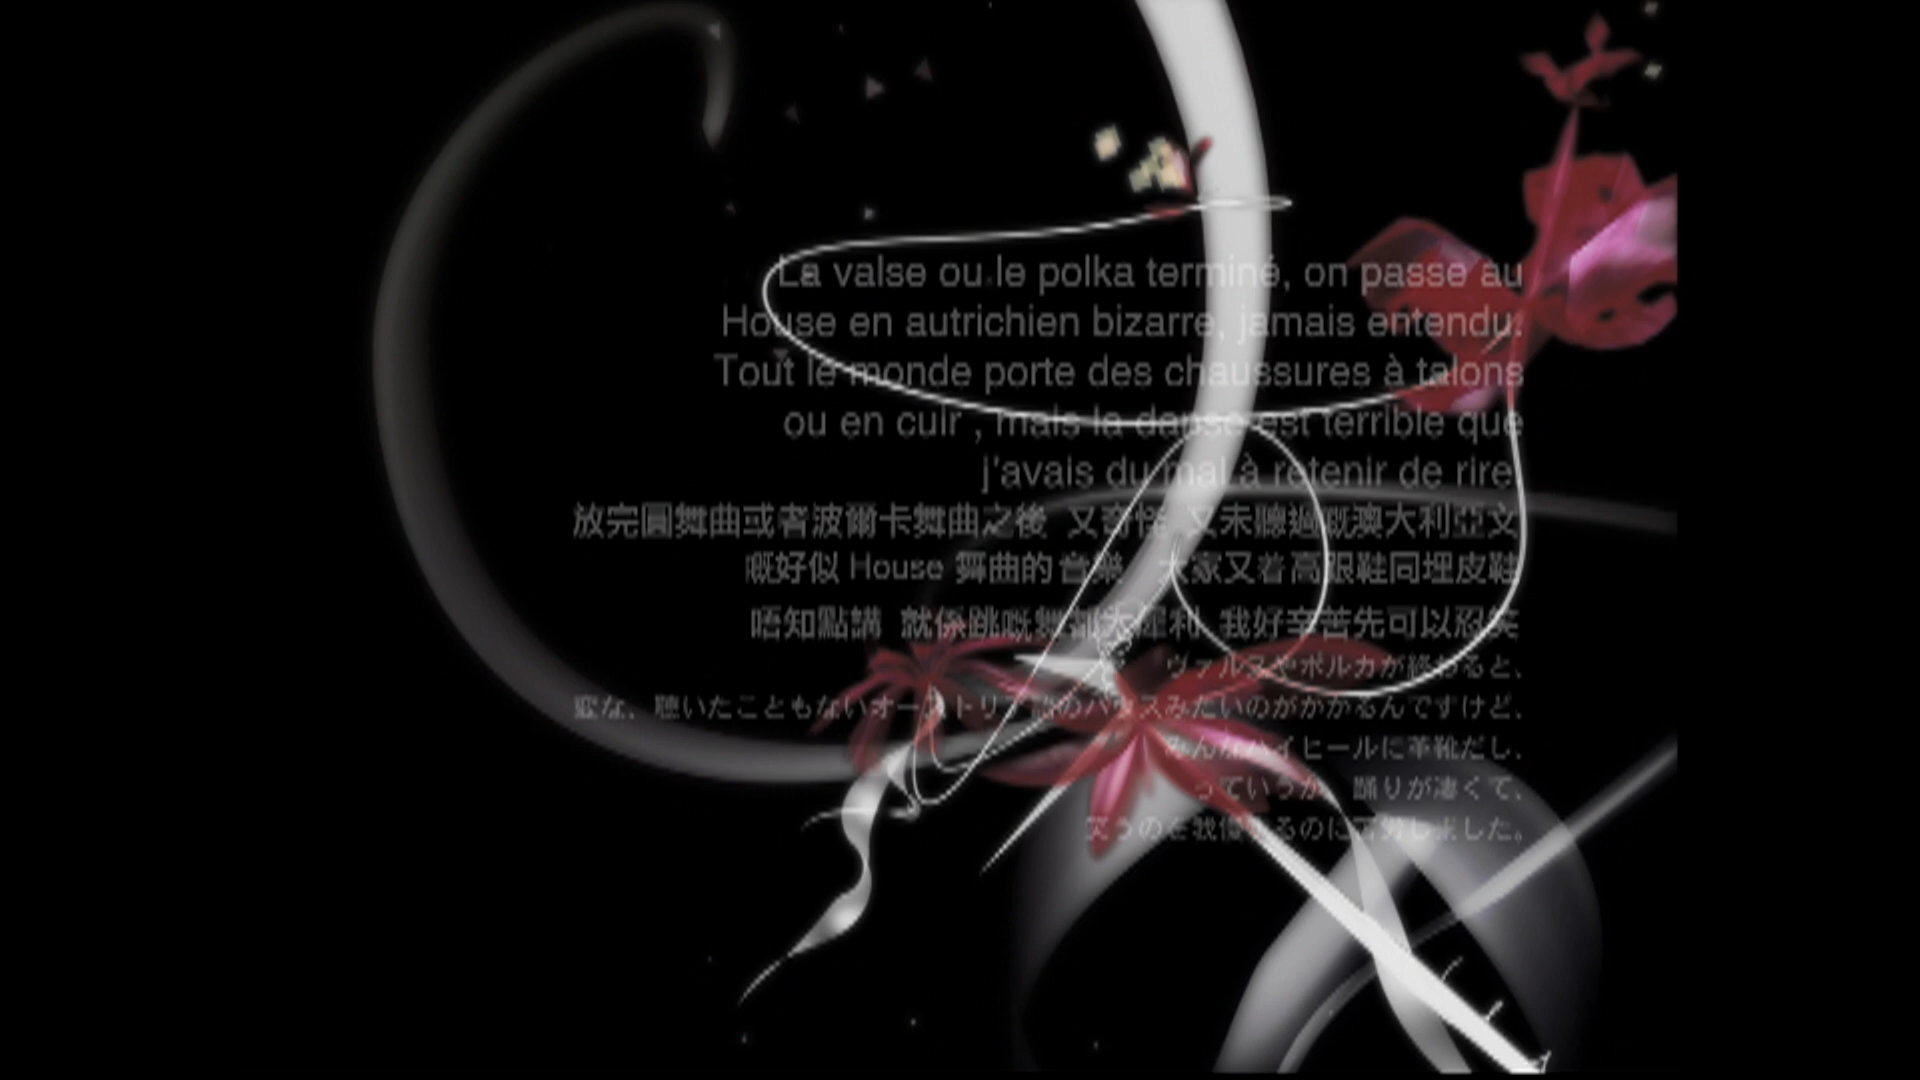 La valse ou le polka terminé, on passe au
House en autrichien bizarre, jamais entendu.
Tout le monde porte des chaussures à talons
ou en cuir , mais la danse est terrible que
j'avais du mal à retenir de rire
放完圓舞曲或者波爾卡舞曲之後 又奇怪 又未聽過嘅澳大利亞文
嘅好似 House 舞曲的音樂 大家又着高跟鞋同埋皮鞋
唔知點講 就係跳嘅舞都犀利 我好辛苦先可以忍笑
ヴァルスやポルカが終わると、
変な、聴いたこともないオーストリア語のハウスみたいのがかかるんですけど、
みんなハイヒールに革靴だし、
っていうか 踊りが凄くて、
笑うのを我慢するのに苦労しました。